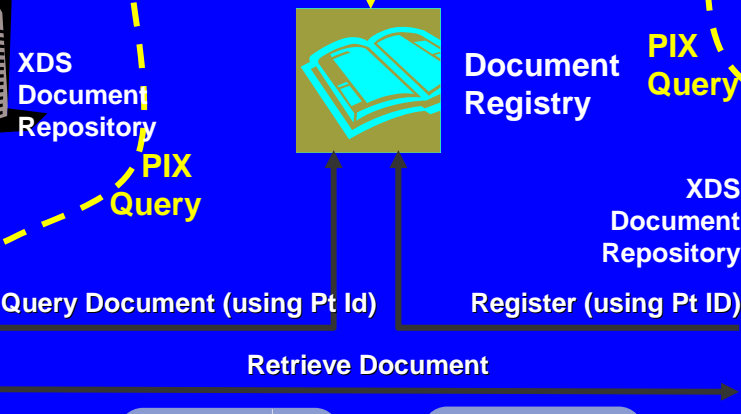 XDS
Document
Repository
PIX
Query
Document
Registry
PIX
Query
XDS
Document
Repository
Query Document (using Pt Id)
Register (using Pt ID)
Retrieve Document